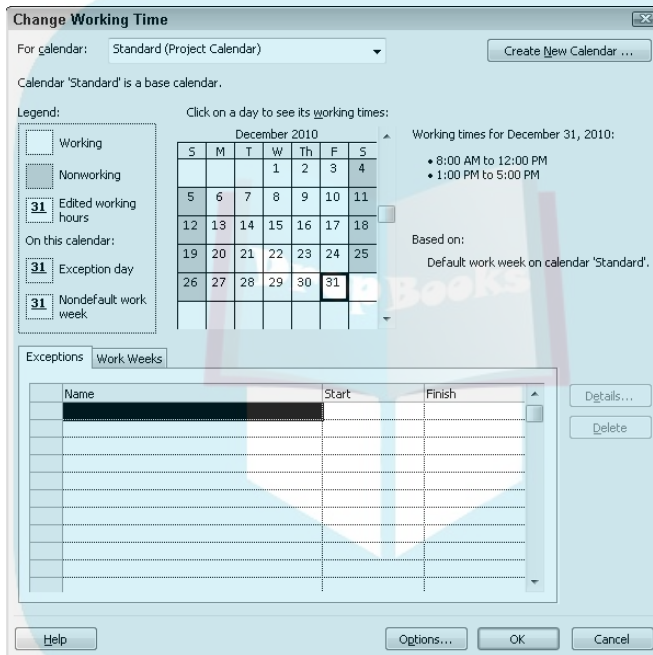 Change Working Time
For calendar: Standard (Project Calendar) Create New Calendar ...
Calendar 'Standard' is a base calendar.
Legend:
Working
Nonworking
31 Edited working hours
On this calendar:
31 Exception day
31 Nondefault work week
Click on a day to see its working times:
December 2010
S M T W Th F S
1 2 3 4
5 6 7 8 9 10 11
12 13 14 15 16 17 18
19 20 21 22 23 24 25
26 27 28 29 30 31
Working times for December 31, 2010:
• 8:00 AM to 12:00 PM
• 1:00 PM to 5:00 PM
Based on:
Default work week on calendar 'Standard'.
Exceptions Work Weeks
Name Start Finish
Details...
Delete
Help Options... OK Cancel